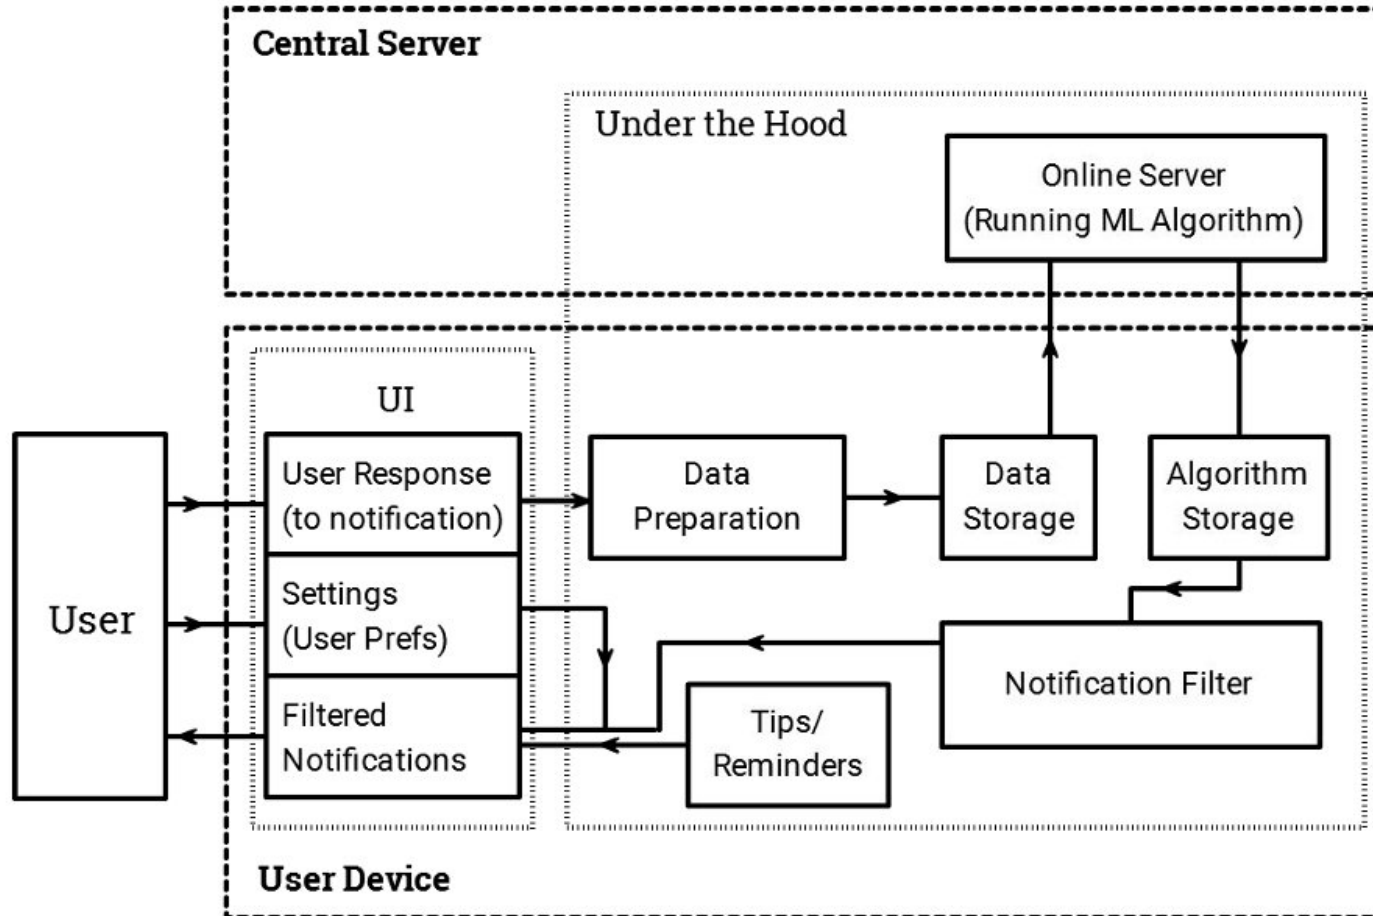 Central Server
Under the Hood
Online Server
(Running ML Algorithm)
UI
User Response
(to notification)
Data
Preparation
Data
Storage
Algorithm
Storage
User
Settings
(User Prefs)
Filtered
Notifications
Tips/
Reminders
Notification Filter
User Device